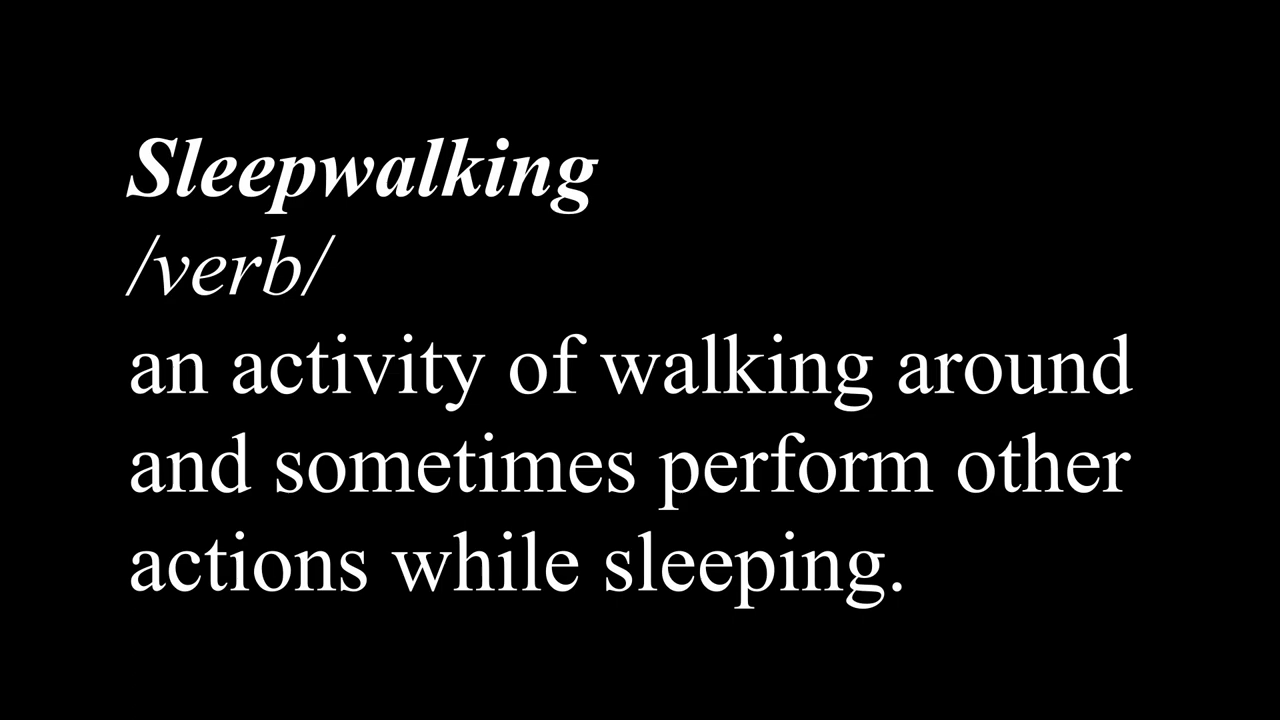 Sleepwalking
/verb/
an activity of walking around
and sometimes perform other
actions while sleeping.